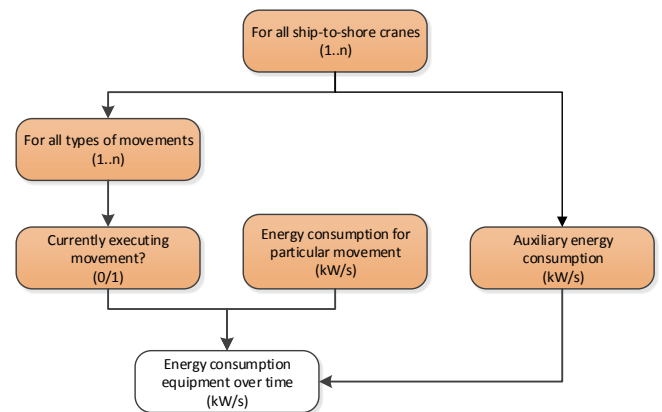 For all ship-to-shore cranes
(1..n)
For all types of movements
(1..n)
Currently executing
movement?
(0/1)
Energy consumption for
particular movement
(kW/s)
Auxiliary energy
consumption
(kW/s)
Energy consumption
equipment over time
(kW/s)